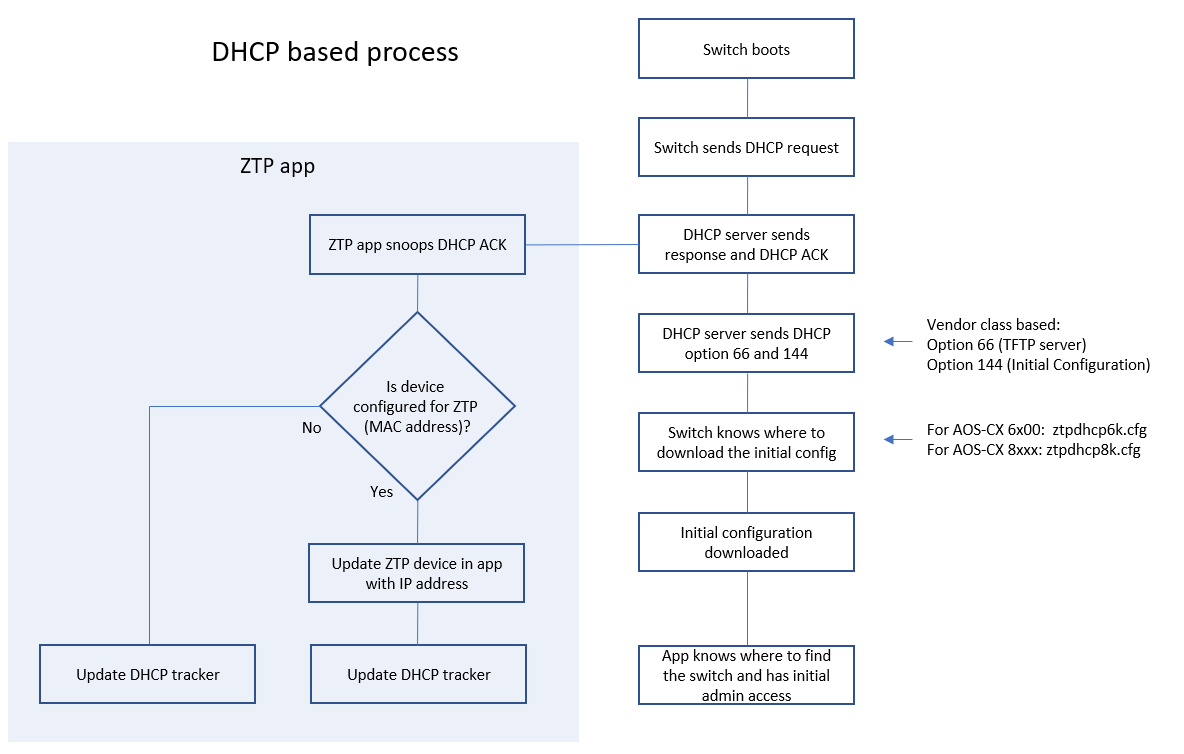 DHCP based process
Switch boots
Switch sends DHCP request
ZTP app
ZTP app snoops DHCP ACK
DHCP server sends
response and DHCP ACK
DHCP server sends DHCP
option 66 and 144
Vendor class based:
Option 66 (TFTP server)
Option 144 (Initial Configuration)
Is device
configured for ZTP
(MAC address)?
No
Yes
Switch knows where to
download the initial config
For AOS-CX 6x00:  ztpdhcp6k.cfg
For AOS-CX 8xxx: ztpdhcp8k.cfg
Initial configuration
downloaded
Update ZTP device in app
with IP address
Update DHCP tracker
Update DHCP tracker
App knows where to find
the switch and has initial
admin access